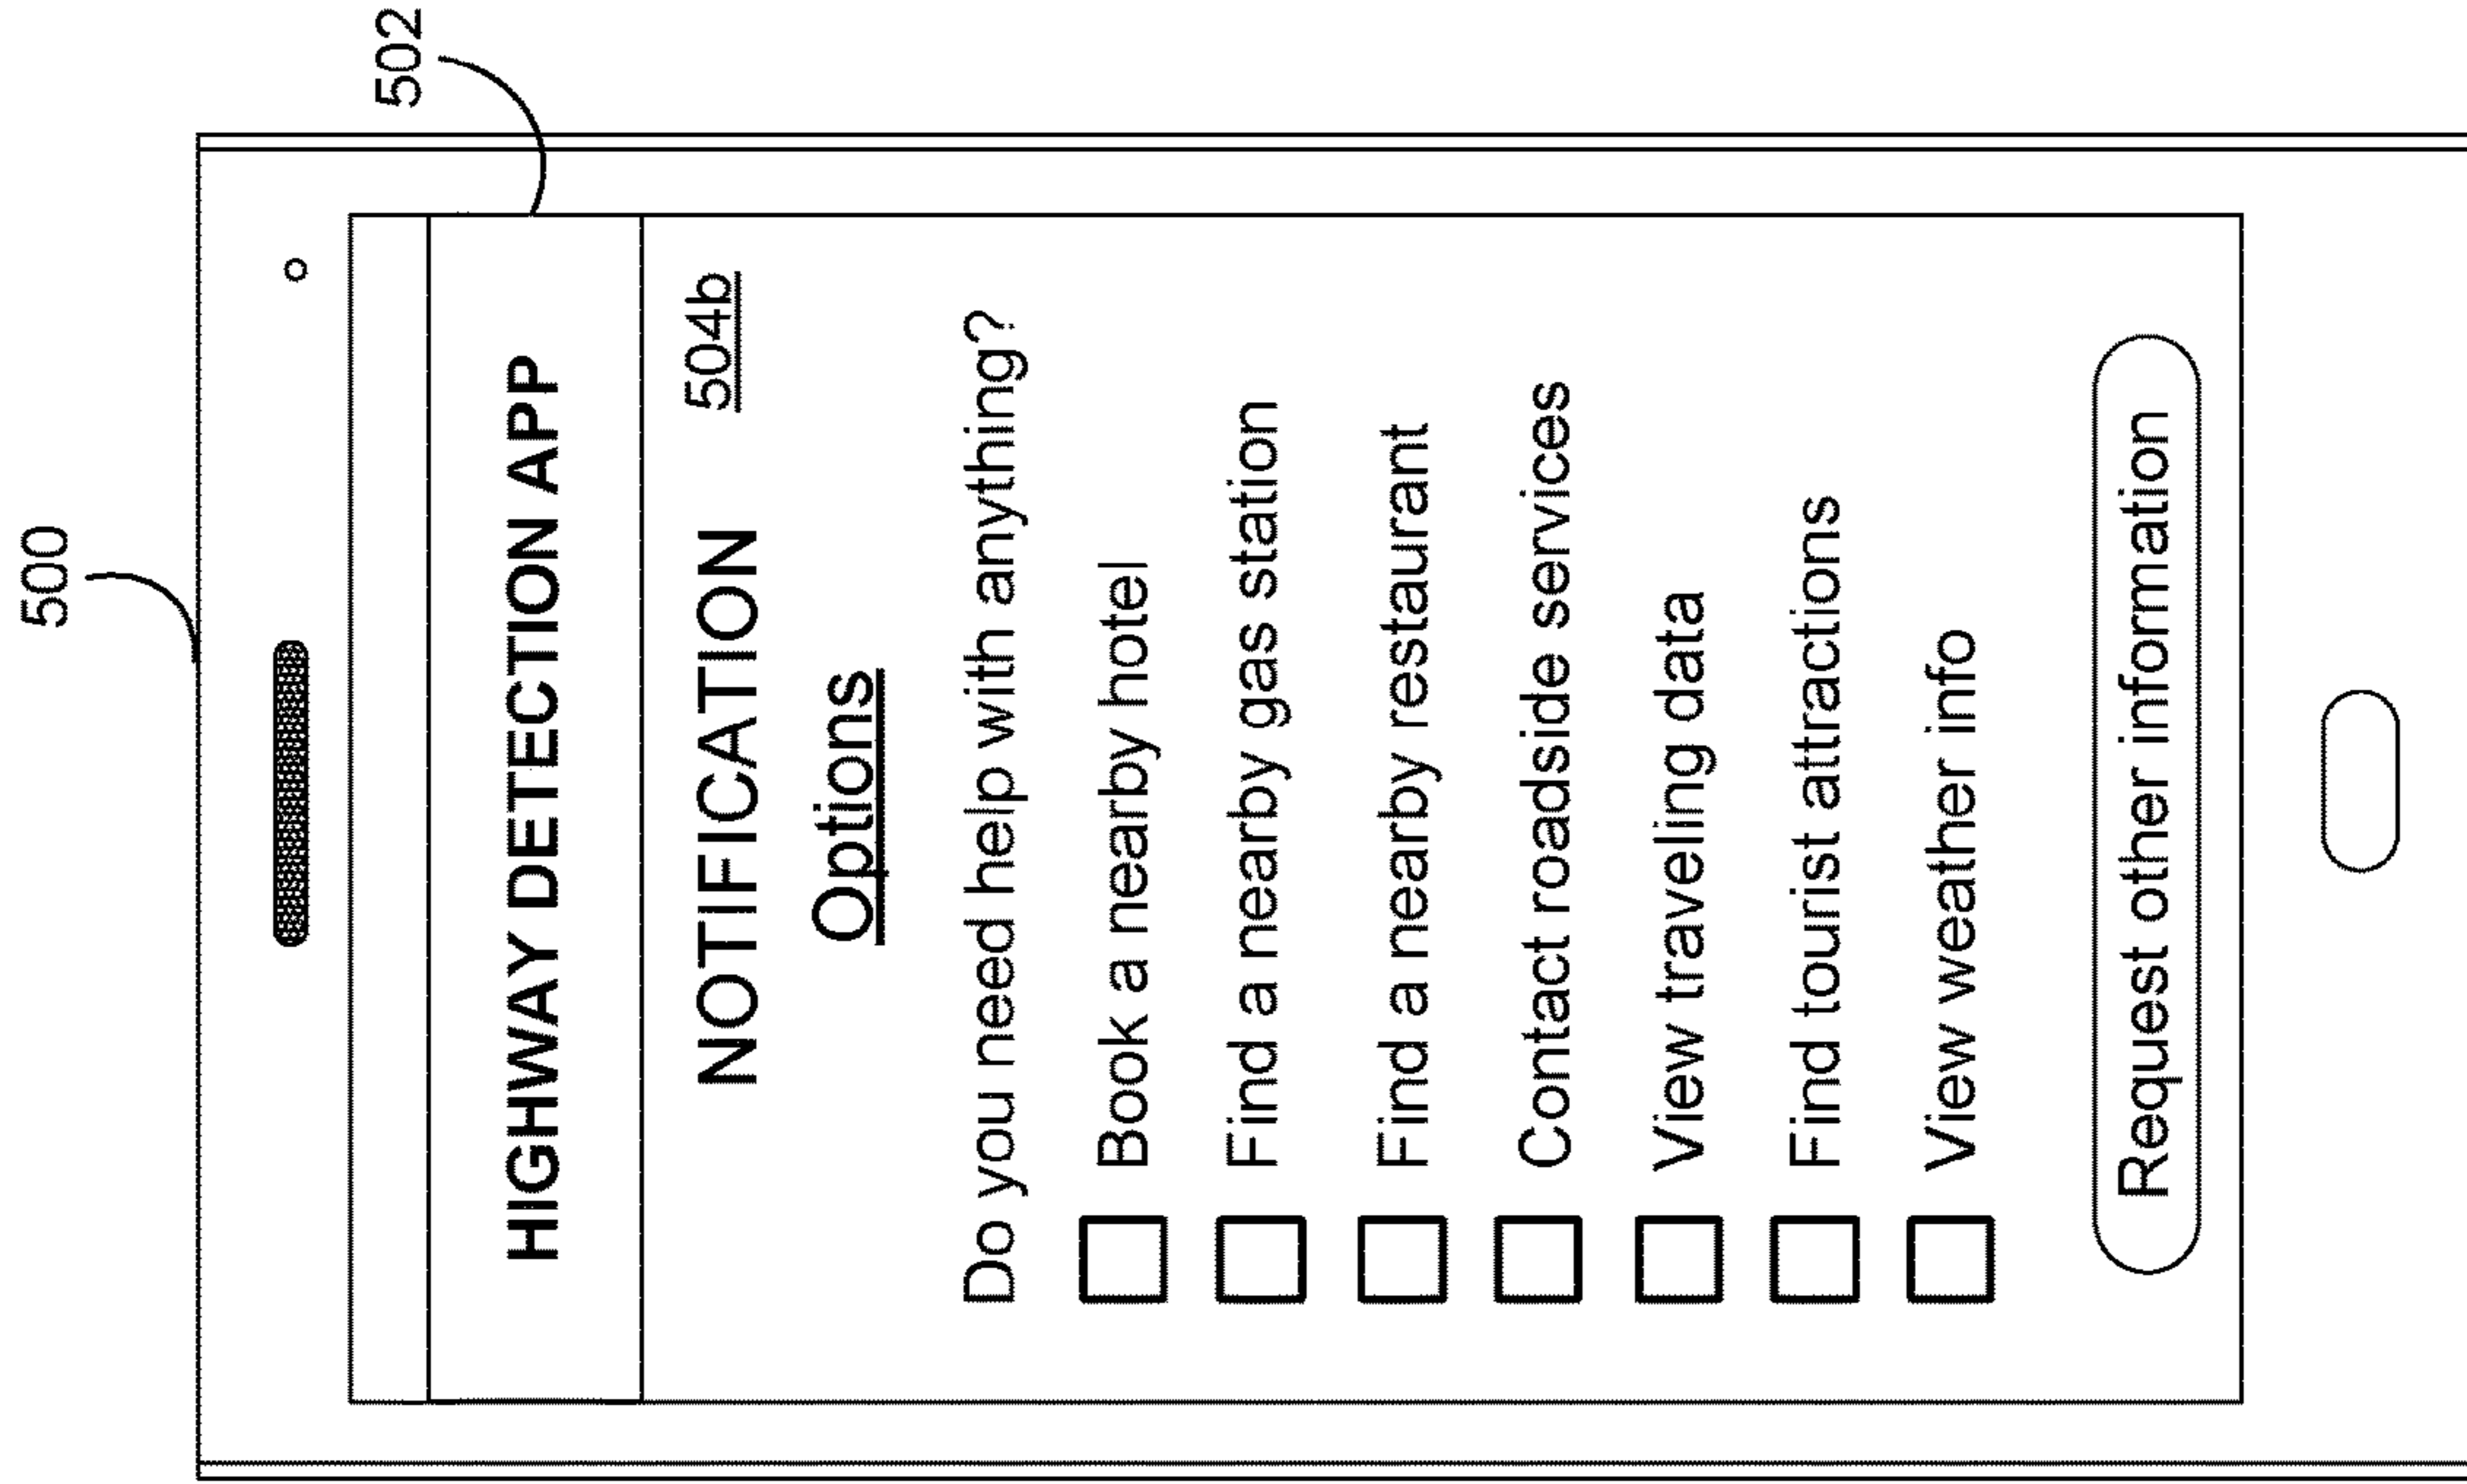 500
502
HIGHWAY DETECTION APP
NOTIFICATION 504b
Options
Do you need help with anything?
Book a nearby hotel
Find a nearby gas station
Find a nearby restaurant
Contact roadside services
View traveling data
Find tourist attractions
View weather info
Request other information